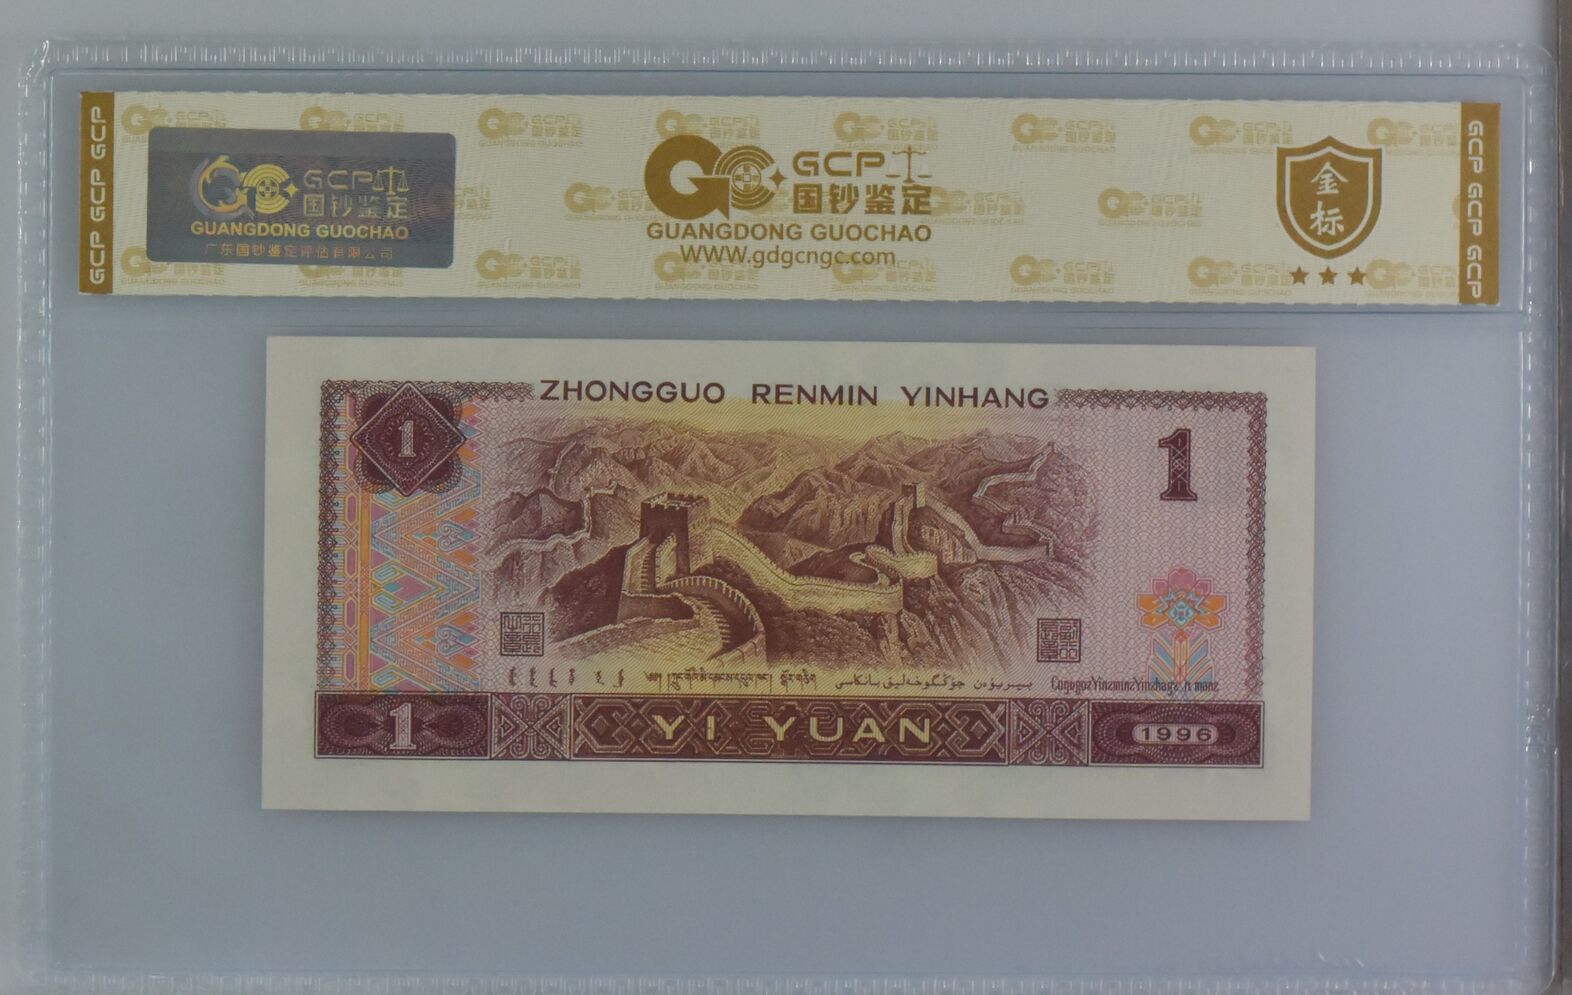 GCP GCP GCP
GCP
国钞鉴定
GUANGDONG GUOCHAO
广东国钞鉴定评估有限公司
GCP
国钞鉴定
GUANGDONG GUOCHAO
WWW.gdgcngc.com
金
标
GCP GCP GCP
ZHONGGUO RENMIN YINHANG
1
1
1
YI YUAN
1996